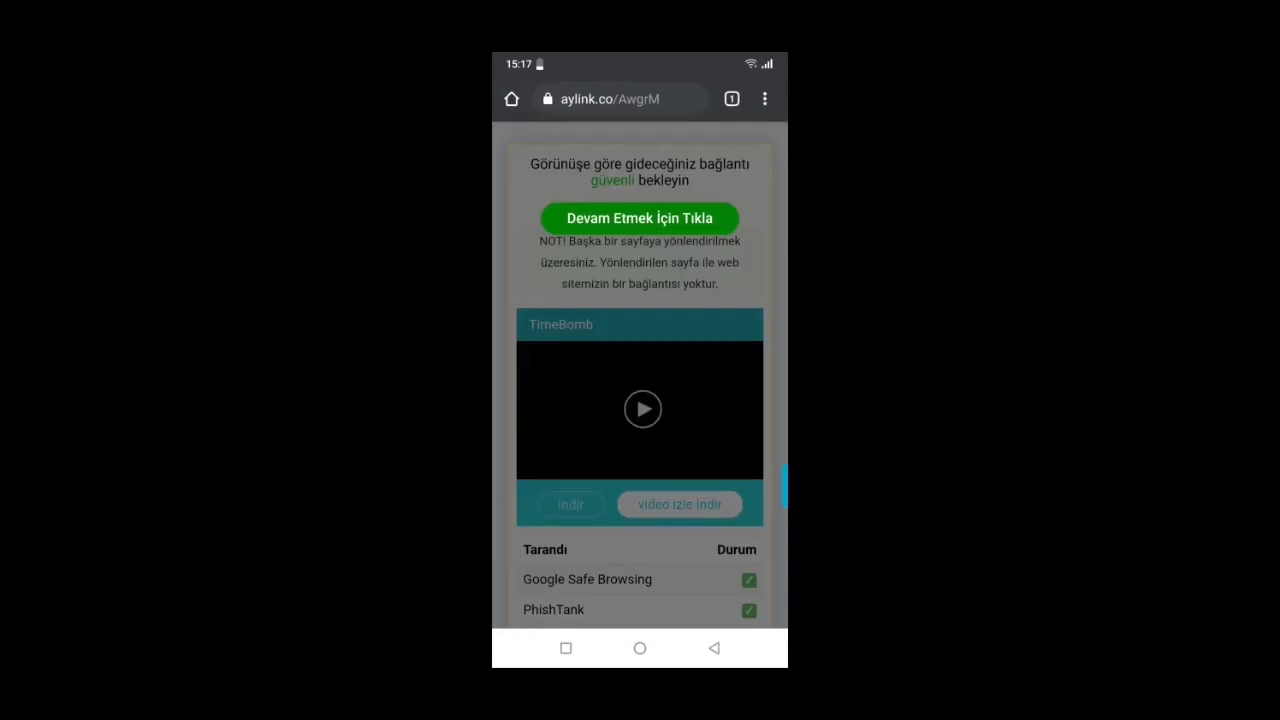 15:17
aylink.co/AwgrM
1
Görünüşe göre gideceğiniz bağlantı
güvenli bekleyin
Devam Etmek İçin Tıkla
NOT! Başka bir sayfaya yönlendirilmek
üzeresiniz. Yönlendirilen sayfa ile web
sitemizin bir bağlantısı yoktur.
TimeBomb
İndir
video izle İndir
Tarandı Durum
Google Safe Browsing
PhishTank